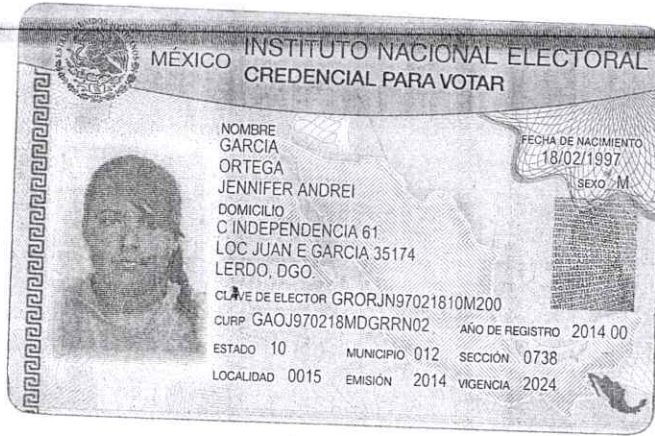 MÉXICO INSTITUTO NACIONAL ELECTORAL
CREDENCIAL PARA VOTAR
NOMBRE
GARCIA
ORTEGA
JENNIFER ANDREI
FECHA DE NACIMIENTO
18/02/1997
SEXO M
DOMICILIO
C INDEPENDENCIA 61
LOC JUAN E GARCIA 35174
LERDO, DGO.
CLAVE DE ELECTOR GRORJN97021810M200
CURP GAOJ970218MDGRRN02 AÑO DE REGISTRO 2014 00
ESTADO 10 MUNICIPIO 012 SECCIÓN 0738
LOCALIDAD 0015 EMISIÓN 2014 VIGENCIA 2024